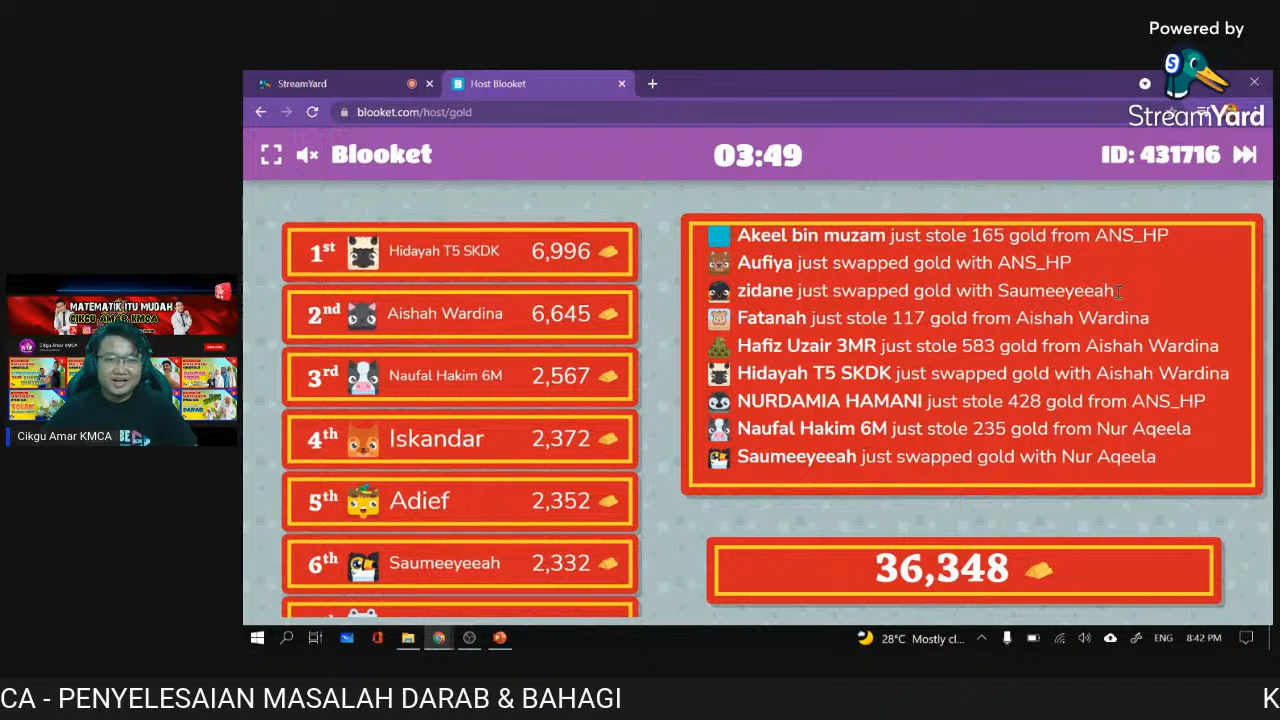 Powered by
StreamYard
StreamYard
Host Blooket
blooket.com/host/gold
Blooket
03:49
ID: 431716
1st Hidayah T5 SKDK 6,996
2nd Aishah Wardina 6,645
3rd Naufal Hakim 6M 2,567
4th Iskandar 2,372
5th Adief 2,352
6th Saumeeyeeah 2,332
Akeel bin muzam just stole 165 gold from ANS_HP
Aufiya just swapped gold with ANS_HP
zidane just swapped gold with Saumeeyeeah
Fatanah just stole 117 gold from Aishah Wardina
Hafiz Uzair 3MR just stole 583 gold from Aishah Wardina
Hidayah T5 SKDK just swapped gold with Aishah Wardina
NURDAMIA HAMANI just stole 428 gold from ANS_HP
Naufal Hakim 6M just stole 235 gold from Nur Aqeela
Saumeeyeeah just swapped gold with Nur Aqeela
36,348
MATEMATIK ITU MUDAH
CIKGU AMAR KMCA
Cikgu Amar KMCA
Cikgu Amar KMCA
28°C Mostly cl...
ENG
8:42 PM
CA - PENYELESAIAN MASALAH DARAB & BAHAGI
K